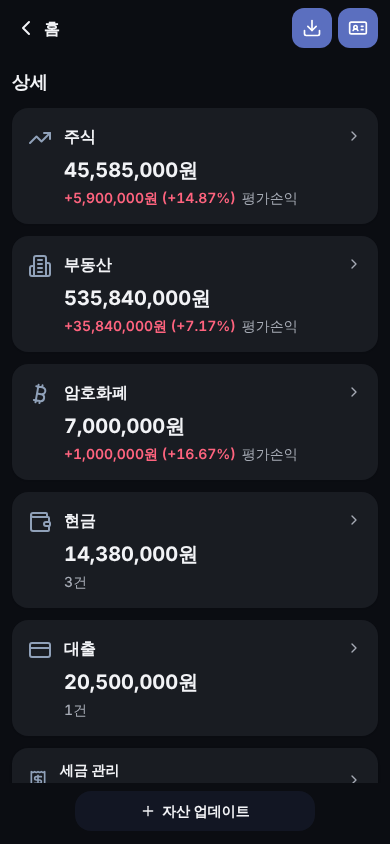 홈
상세
주식
45,585,000원
+5,900,000원 (+14.87%) 평가손익
부동산
535,840,000원
+35,840,000원 (+7.17%) 평가손익
암호화폐
7,000,000원
+1,000,000원 (+16.67%) 평가손익
현금
14,380,000원
3건
대출
20,500,000원
1건
세금 관리
+ 자산 업데이트